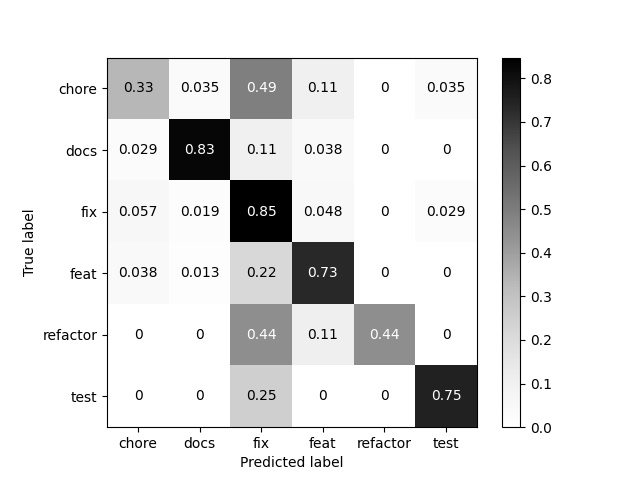 chore 0.33 0.035 0.49 0.11 0 0.035
docs 0.029 0.83 0.11 0.038 0 0
fix 0.057 0.019 0.85 0.048 0 0.029
feat 0.038 0.013 0.22 0.73 0 0
refactor 0 0 0.44 0.11 0.44 0
test 0 0 0.25 0 0 0.75
chore docs fix feat refactor test
Predicted label
True label
0.8
0.7
0.6
0.5
0.4
0.3
0.2
0.1
0.0